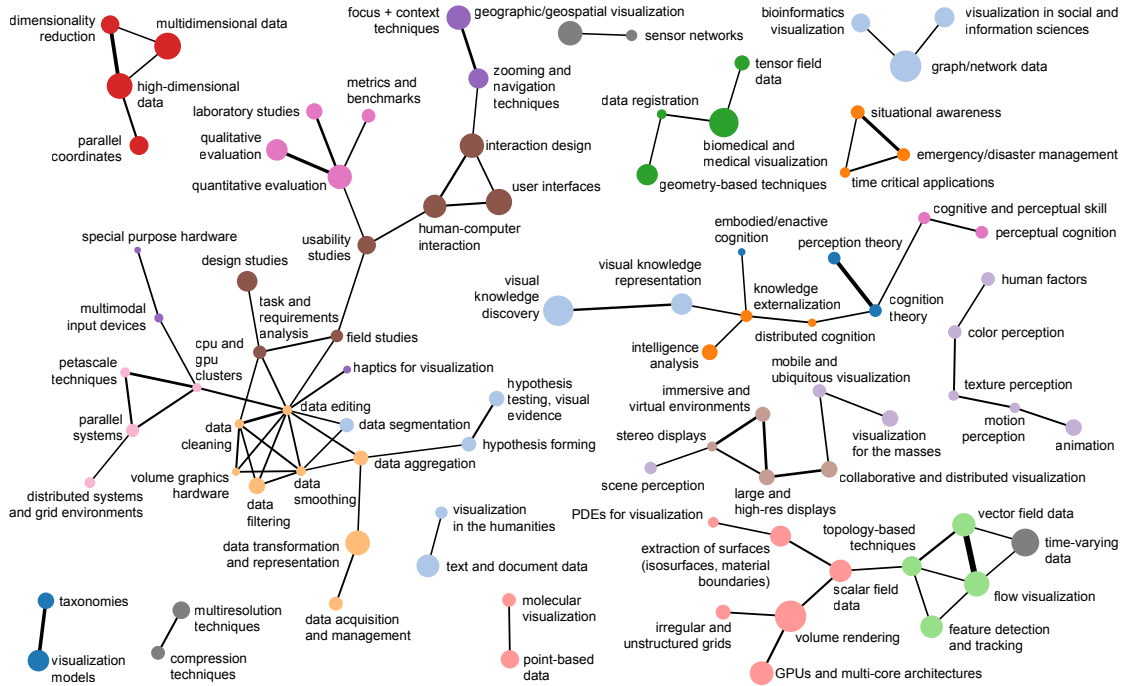 dimensionality
reduction
multidimensional data
high-dimensional
data
parallel
coordinates
focus + context
techniques
geographic/geospatial visualization
sensor networks
zooming and
navigation
techniques
bioinformatics
visualization
visualization in social and
information sciences
graph/network data
metrics and
benchmarks
laboratory studies
qualitative
evaluation
quantitative evaluation
interaction design
user interfaces
human-computer
interaction
usability
studies
tensor field
data
data registration
biomedical and
medical visualization
geometry-based techniques
situational awareness
emergency/disaster management
time critical applications
special purpose hardware
design studies
multimodal
input devices
task and
requirements
analysis
field studies
cpu and
gpu
clusters
petascale
techniques
parallel
systems
distributed systems
and grid environments
haptics for visualization
data editing
data
cleaning
data segmentation
hypothesis
testing, visual
evidence
hypothesis forming
data aggregation
volume graphics
hardware
data
filtering
data
smoothing
data transformation
and representation
data acquisition
and management
visualization
in the humanities
text and document data
embodied/enactive
cognition
perception theory
cognitive and perceptual skill
perceptual cognition
visual
knowledge
discovery
visual knowledge
representation
knowledge
externalization
cognition
theory
distributed cognition
intelligence
analysis
human factors
color perception
texture perception
motion
perception
animation
mobile and
ubiquitous visualization
visualization
for the masses
immersive and
virtual environments
stereo displays
scene perception
large and
high-res displays
collaborative and distributed visualization
PDEs for visualization
extraction of surfaces
(isosurfaces, material
boundaries)
topology-based
techniques
vector field data
time-varying
data
scalar field
data
flow visualization
irregular and
unstructured grids
volume rendering
feature detection
and tracking
GPUs and multi-core architectures
taxonomies
visualization
models
multiresolution
techniques
compression
techniques
molecular
visualization
point-based
data